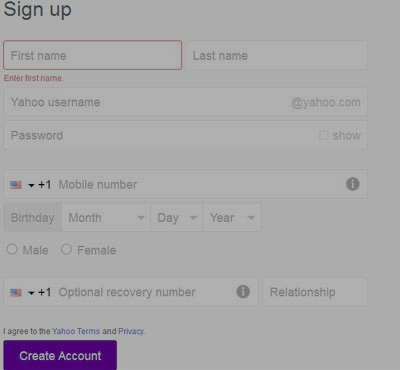 Sign up
First name Last name
Enter first name.
Yahoo username @yahoo.com
Password show
+1 Mobile number
Birthday Month Day Year
Male Female
+1 Optional recovery number Relationship
I agree to the Yahoo Terms and Privacy.
Create Account